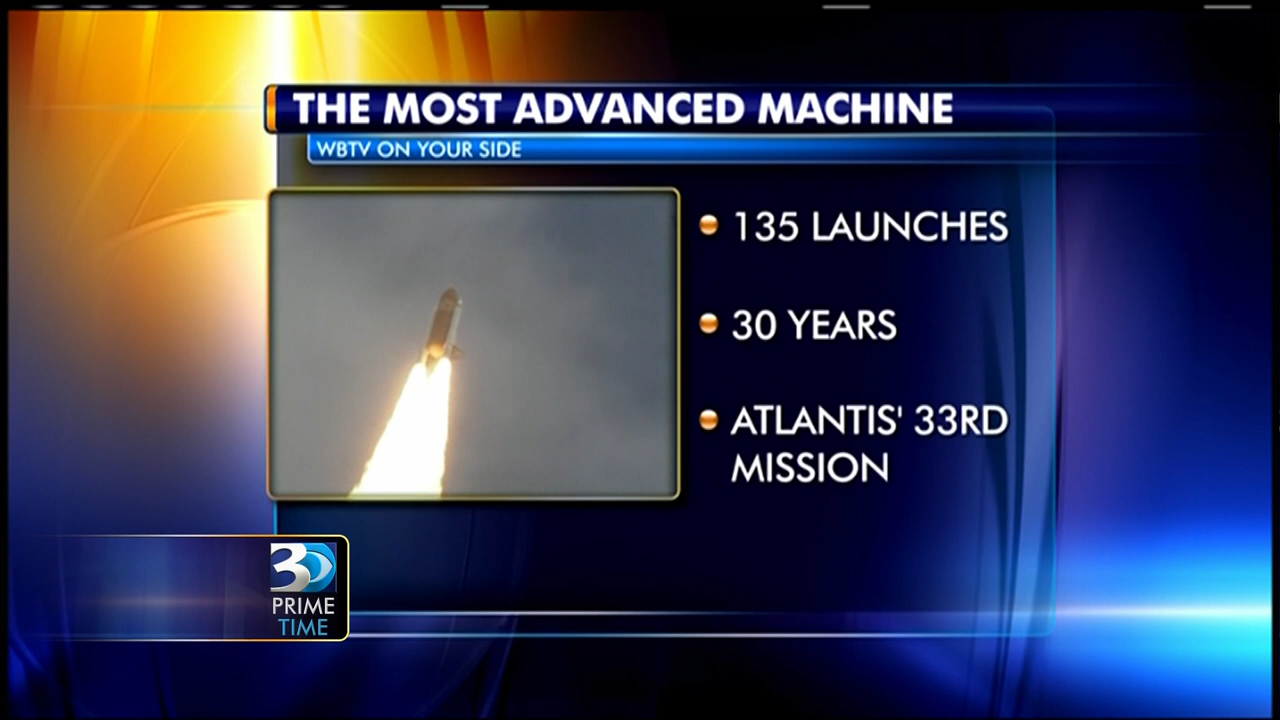 THE MOST ADVANCED MACHINE
WBTV ON YOUR SIDE
135 LAUNCHES
30 YEARS
ATLANTIS' 33RD
MISSION
3
PRIME
TIME